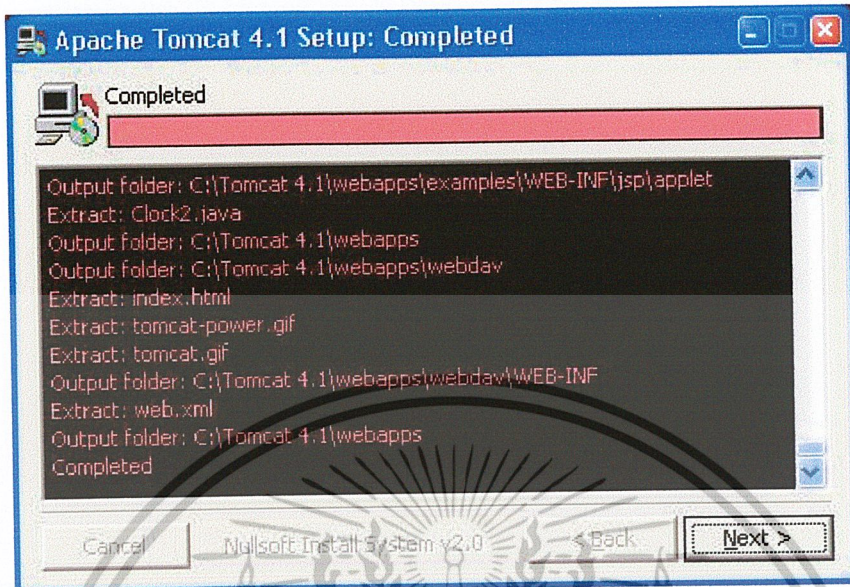 Apache Tomcat 4.1 Setup: Completed
Completed
Output folder: C:\Tomcat 4.1\webapps\examples\WEB-INF\jsp\applet
Extract: Clock2.java
Output folder: C:\Tomcat 4.1\webapps
Output folder: C:\Tomcat 4.1\webapps\webdav
Extract: index.html
Extract: tomcat-power.gif
Extract: tomcat.gif
Output folder: C:\Tomcat 4.1\webapps\webdav\WEB-INF
Extract: web.xml
Output folder: C:\Tomcat 4.1\webapps
Completed
Cancel
Nullsoft Install System v2.0
< Back
Next >